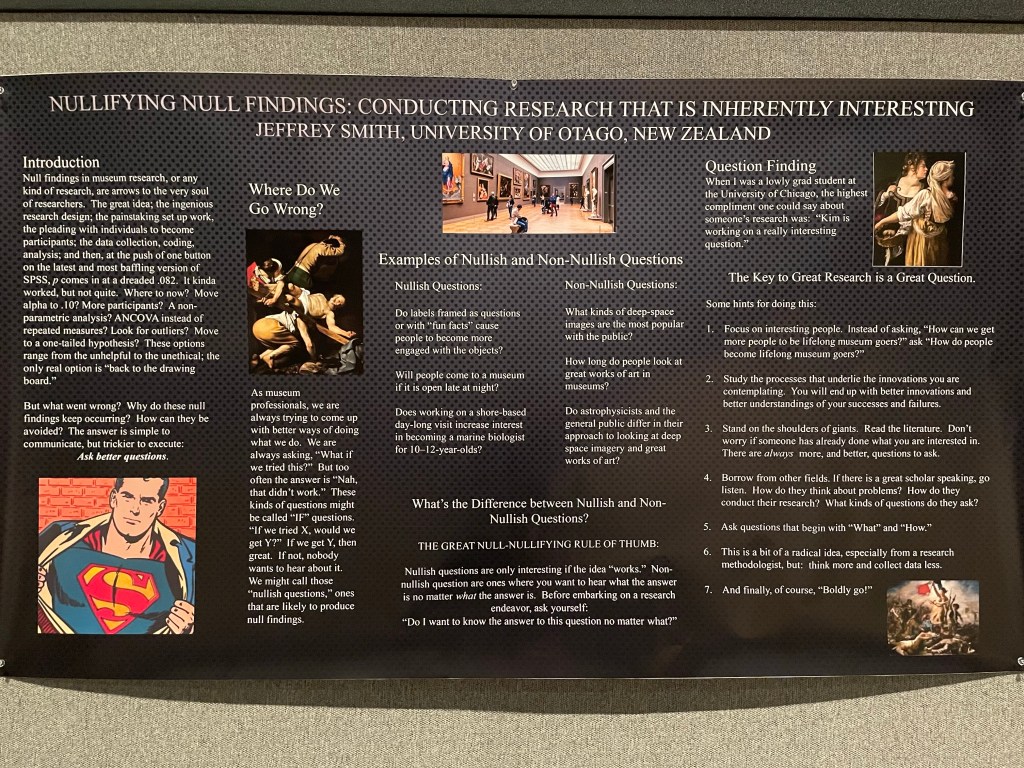 NULLIFYING NULL FINDINGS: CONDUCTING RESEARCH THAT IS INHERENTLY INTERESTING
JEFFREY SMITH, UNIVERSITY OF OTAGO, NEW ZEALAND
Introduction
Null findings in museum research, or any
kind of research, are arrows to the very soul
of researchers. The great idea; the ingenious
research design; the painstaking set up work,
the pleading with individuals to become
participants; the data collection, coding,
analysis; and then, at the push of one button
on the latest and most baffling version of
SPSS, p comes in at a dreaded .082. It kinda
worked, but not quite. Where to now? Move
alpha to .10? More participants? A non-
parametric analysis? ANCOVA instead of
repeated measures? Look for outliers? Move
to a one-tailed hypothesis? These options
range from the unhelpful to the unethical; the
only real option is “back to the drawing
board.”
But what went wrong? Why do these null
findings keep occurring? How can they be
avoided? The answer is simple to
communicate, but trickier to execute:
Ask better questions.
Where Do We
Go Wrong?
As museum
professionals, we are
always trying to come up
with better ways of doing
what we do. We are
always asking, “What if
we tried this?” But too
often the answer is “Nah,
that didn’t work.” These
kinds of questions might
be called “IF” questions.
“If we tried X, would we
get Y?” If we get Y, then
great. If not, nobody
wants to hear about it.
We might call those
“nullish questions,” ones
that are likely to produce
null findings.
Examples of Nullish and Non-Nullish Questions
Nullish Questions:
Do labels framed as questions
or with “fun facts” cause
people to become more
engaged with the objects?
Will people come to a museum
if it is open late at night?
Does working on a shore-based
day-long visit increase interest
in becoming a marine biologist
for 10–12-year-olds?
Non-Nullish Questions:
What kinds of deep-space
images are the most popular
with the public?
How long do people look at
great works of art in
museums?
Do astrophysicists and the
general public differ in their
approach to looking at deep
space imagery and great
works of art?
What’s the Difference between Nullish and Non-
Nullish Questions?
THE GREAT NULL-NULLIFYING RULE OF THUMB:
Nullish questions are only interesting if the idea “works.” Non-
nullish question are ones where you want to hear what the answer
is no matter what the answer is. Before embarking on a research
endeavor, ask yourself:
“Do I want to know the answer to this question no matter what?”
Question Finding
When I was a lowly grad student at
the University of Chicago, the highest
compliment one could say about
someone’s research was: “Kim is
working on a really interesting
question.”
The Key to Great Research is a Great Question.
Some hints for doing this:
1. Focus on interesting people. Instead of asking, “How can we get
more people to be lifelong museum goers?” ask “How do people
become lifelong museum goers?”
2. Study the processes that underlie the innovations you are
contemplating. You will end up with better innovations and
better understandings of your successes and failures.
3. Stand on the shoulders of giants. Read the literature. Don’t
worry if someone has already done what you are interested in.
There are always more, and better, questions to ask.
4. Borrow from other fields. If there is a great scholar speaking, go
listen. How do they think about problems? How do they
conduct their research? What kinds of questions do they ask?
5. Ask questions that begin with “What” and “How.”
6. This is a bit of a radical idea, especially from a research
methodologist, but: think more and collect data less.
7. And finally, of course, “Boldly go!”